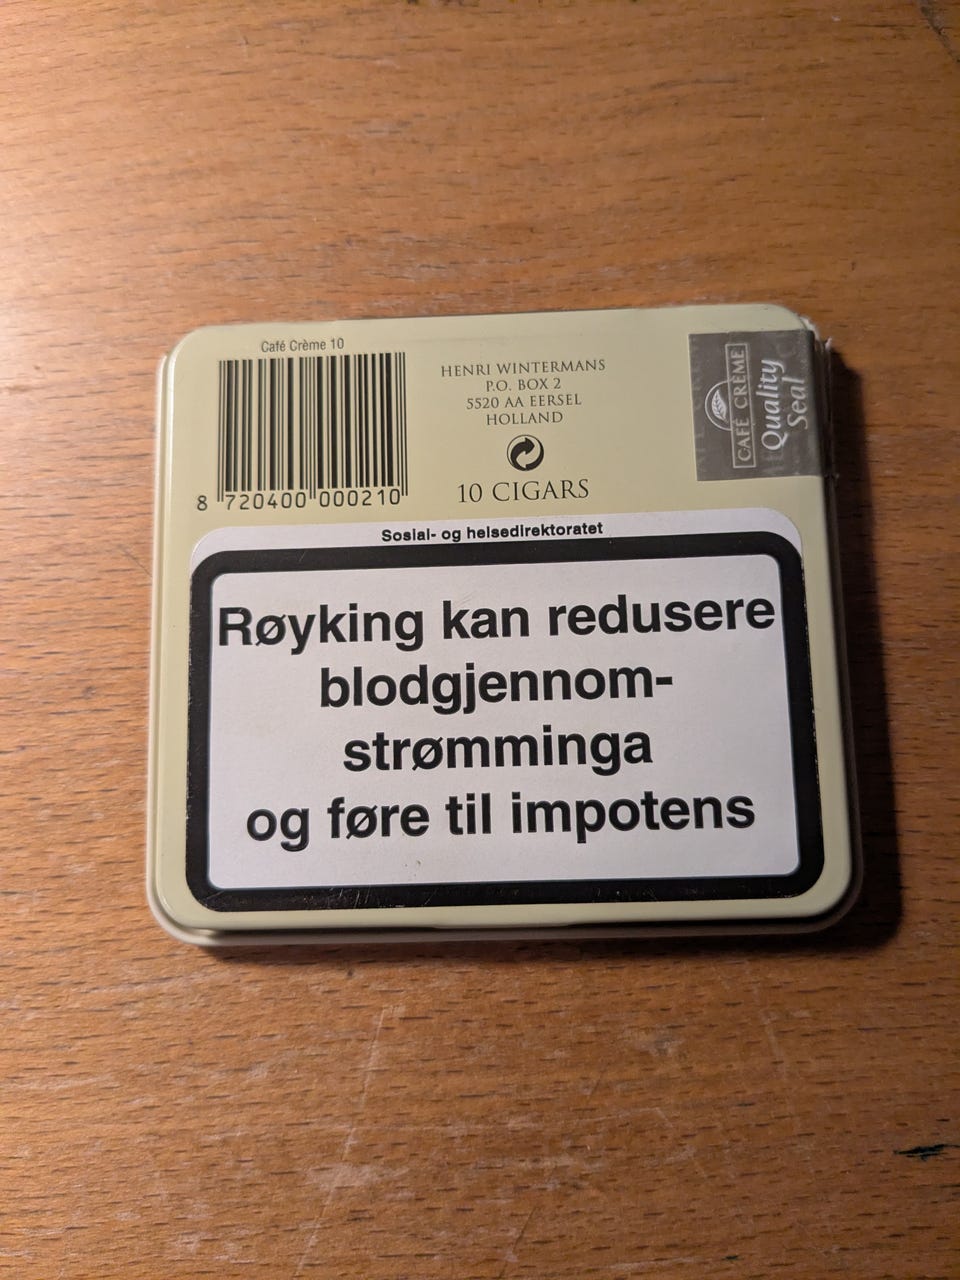 Café Crème 10
8 720400 000210
HENRI WINTERMANS
P.O. BOX 2
5520 AA EERSEL
HOLLAND
10 CIGARS
CAFÉ CRÈME
Quality
Seal
Sosial- og helsedirektoratet
Røyking kan redusere
blodgjennom-
strømminga
og føre til impotens